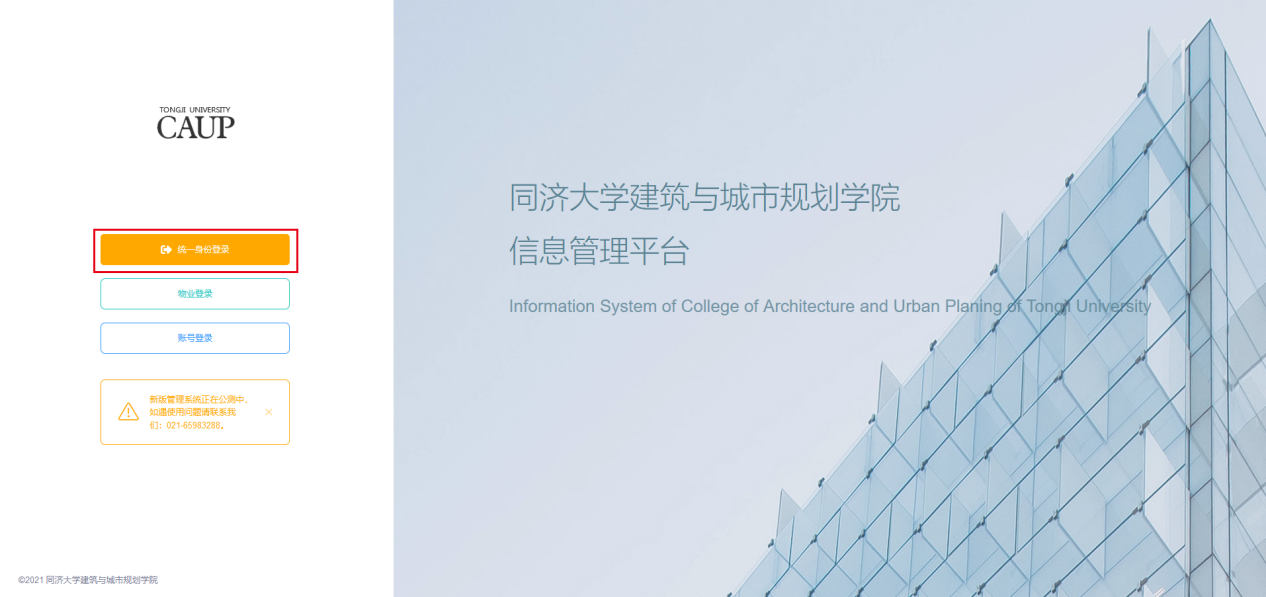 TONGJI UNIVERSITY
CAUP
统一身份登录
物业登录
账号登录
新版管理系统正在公测中,
如遇使用问题请联系我
们：021-65983288。
©2021 同济大学建筑与城市规划学院
同济大学建筑与城市规划学院
信息管理平台
Information System of College of Architecture and Urban Planing of Tongji University